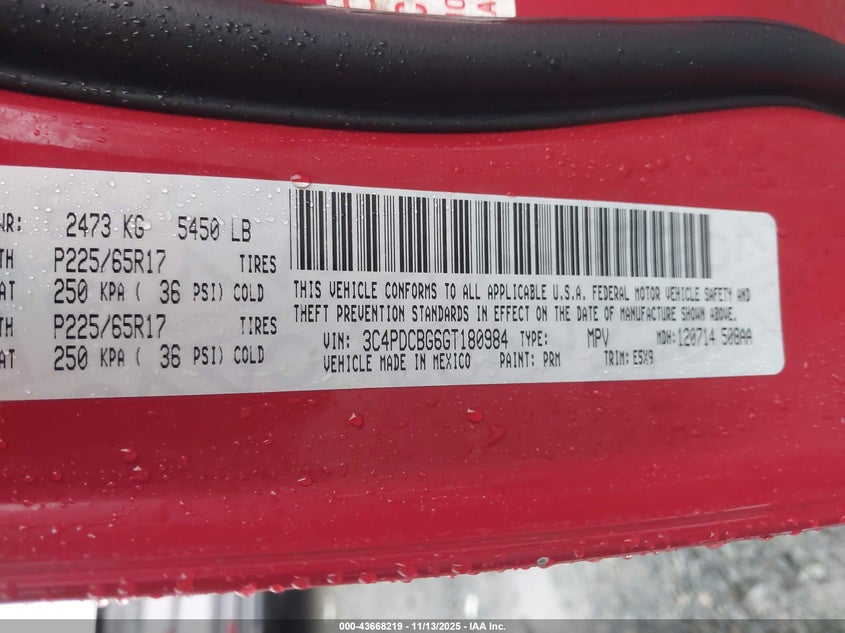 WR: 2473 KG 5450 LB
TH P225/65R17 TIRES
AT 250 KPA ( 36 PSI) COLD
TH P225/65R17 TIRES
AT 250 KPA ( 36 PSI) COLD
THIS VEHICLE CONFORMS TO ALL APPLICABLE U.S.A. FEDERAL MOTOR VEHICLE SAFETY AND
THEFT PREVENTION STANDARDS IN EFFECT ON THE DATE OF MANUFACTURE SHOWN ABOVE.
VIN: 3C4PDCBG6GT180984 TYPE: MPV MDH: 120714 508AA
VEHICLE MADE IN MEXICO PAINT: PRM TRIM: E5X9
000-43668219 - 11/13/2025 - IAA Inc.